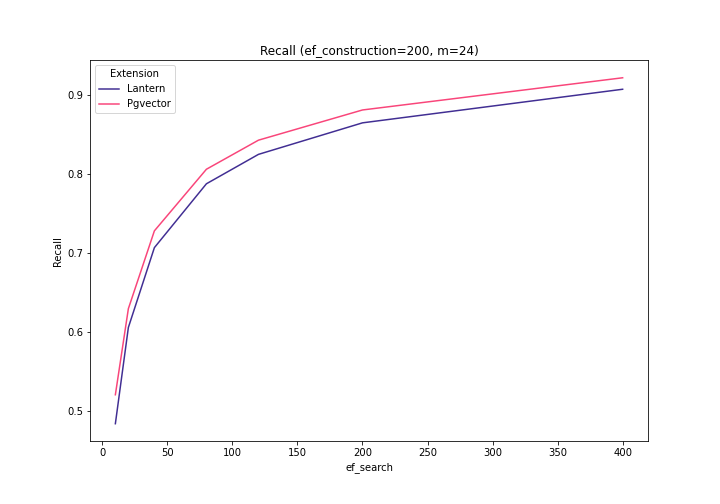 Recall (ef_construction=200, m=24)
Extension
Lantern
Pgvector
0.9
0.8
0.7
0.6
0.5
Recall
0 50 100 150 200 250 300 350 400
ef_search